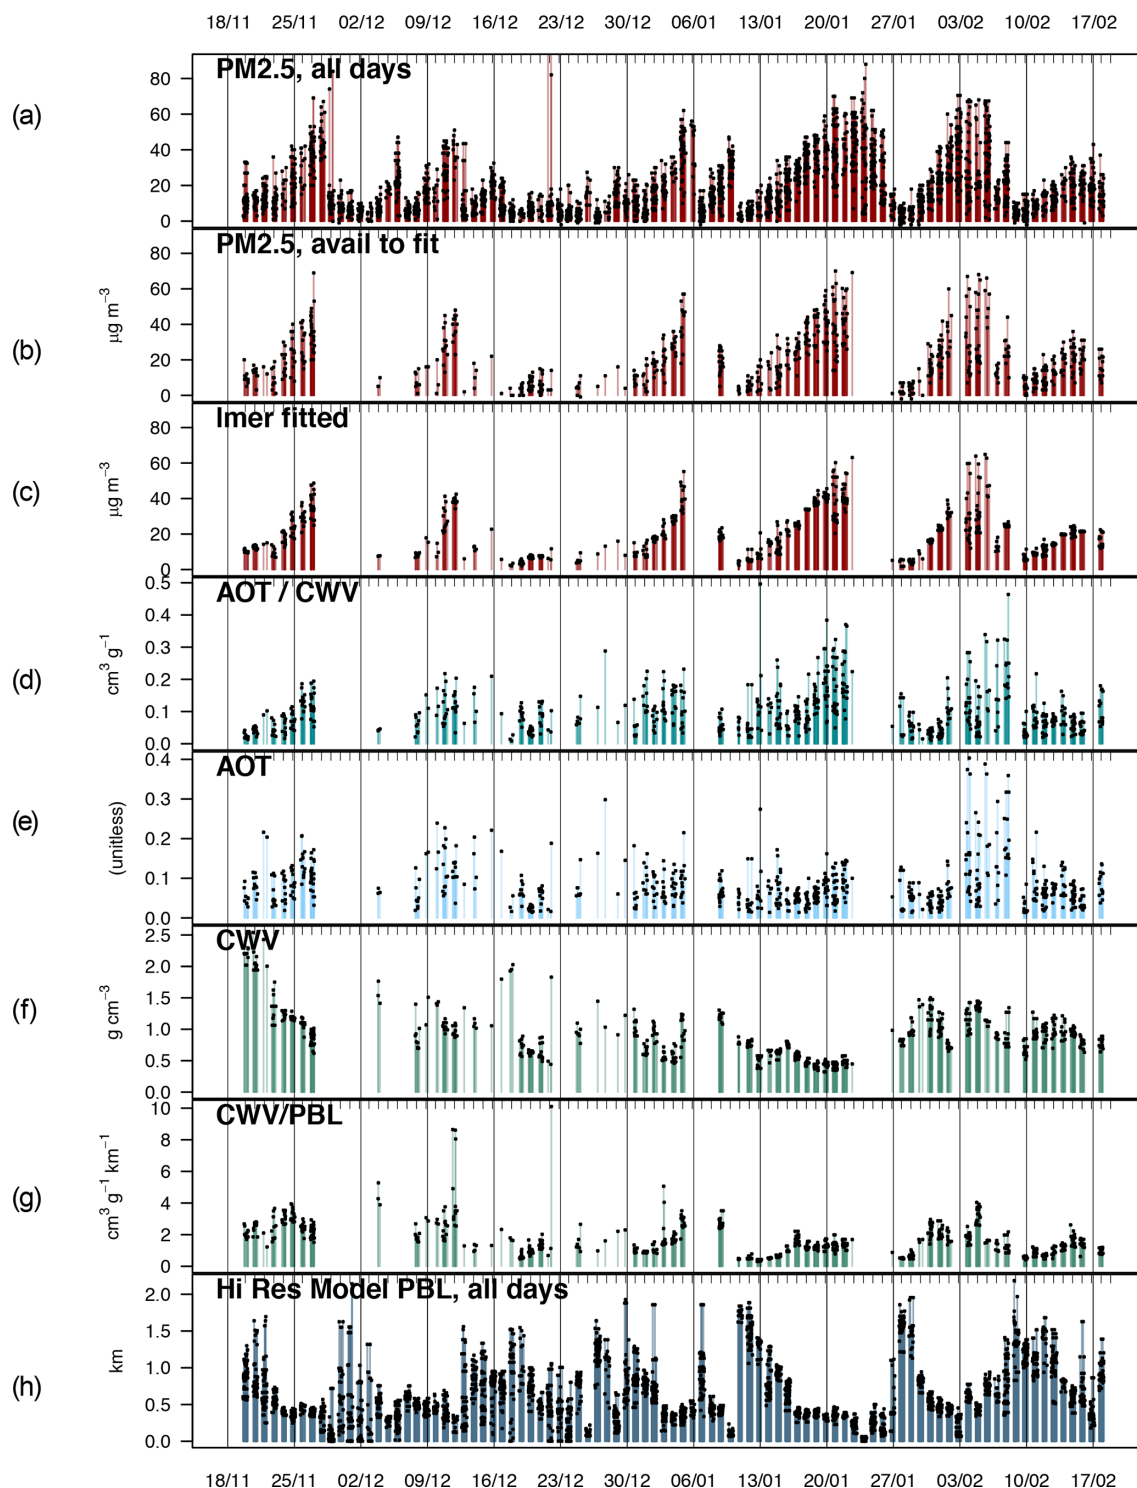 18/11 25/11 02/12 09/12 16/12 23/12 30/12 06/01 13/01 20/01 27/01 03/02 10/02 17/02
(a)
PM2.5, all days
80
60
40
20
0
(b)
PM2.5, avail to fit
µg m−3
80
60
40
20
0
(c)
lmer fitted
µg m−3
80
60
40
20
0
(d)
AOT / CWV
cm3 g−1
0.5
0.4
0.3
0.2
0.1
0.0
(e)
AOT
(unitless)
0.4
0.3
0.2
0.1
0.0
(f)
CWV
g cm−3
2.5
2.0
1.5
1.0
0.5
0.0
(g)
CWV/PBL
cm3 g−1 km−1
10
8
6
4
2
0
(h)
Hi Res Model PBL, all days
km
2.0
1.5
1.0
0.5
0.0
18/11 25/11 02/12 09/12 16/12 23/12 30/12 06/01 13/01 20/01 27/01 03/02 10/02 17/02